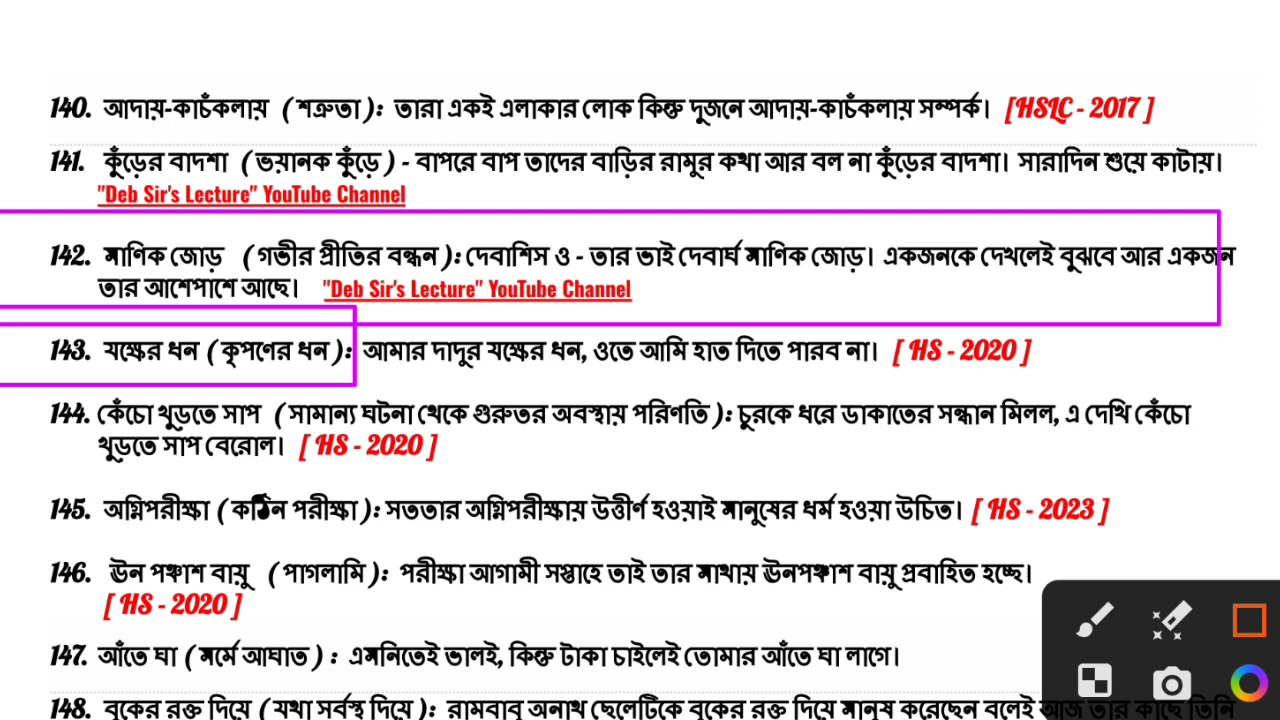 140. আদায়-কাচঁকলায় ( শত্রুতা ): তারা একই এলাকার লোক কিন্তু দুজনে আদায়-কাচঁকলায় সম্পর্ক। [HSLC - 2017 ]
141. কুঁড়ের বাদশা ( ভয়ানক কুঁড়ে ) - বাপরে বাপ তাদের বাড়ির রামুর কথা আর বল না কুঁড়ের বাদশা। সারাদিন শুয়ে কাটায়।
"Deb Sir's Lecture" YouTube Channel
142. মাণিক জোড় ( গভীর প্রীতির বন্ধন ): দেবাশিস ও - তার ভাই দেবার্ঘ মাণিক জোড়। একজনকে দেখলেই বুঝবে আর একজন
তার আশেপাশে আছে। "Deb Sir's Lecture" YouTube Channel
143. যক্ষের ধন ( কৃপণের ধন ): আমার দাদুর যক্ষের ধন, ওতে আমি হাত দিতে পারব না। [ HS - 2020 ]
144. কেঁচো খুড়তে সাপ ( সামান্য ঘটনা থেকে গুরুতর অবস্থায় পরিণতি ): চুরকে ধরে ডাকাতের সন্ধান মিলল, এ দেখি কেঁচো
খুড়তে সাপ বেরোল। [ HS - 2020 ]
145. অগ্নিপরীক্ষা ( কঠিন পরীক্ষা ): সততার অগ্নিপরীক্ষায় উত্তীর্ণ হওয়াই মানুষের ধর্ম হওয়া উচিত। [ HS - 2023 ]
146. ঊন পঞ্চাশ বায়ু ( পাগলামি ): পরীক্ষা আগামী সপ্তাহে তাই তার মাথায় ঊনপঞ্চাশ বায়ু প্রবাহিত হচ্ছে।
[ HS - 2020 ]
147. আঁতে ঘা ( মর্মে আঘাত ) : এমনিতেই ভালই, কিন্তু টাকা চাইলেই তোমার আঁতে ঘা লাগে।
148. বুকের রক্ত দিয়ে ( যথা সর্বস্থ দিয়ে ): রামবাবু অনাথ ছেলেটিকে বুকের রক্ত দিয়ে মানুষ করেছেন বলেই আজ তার কাছে তিনি